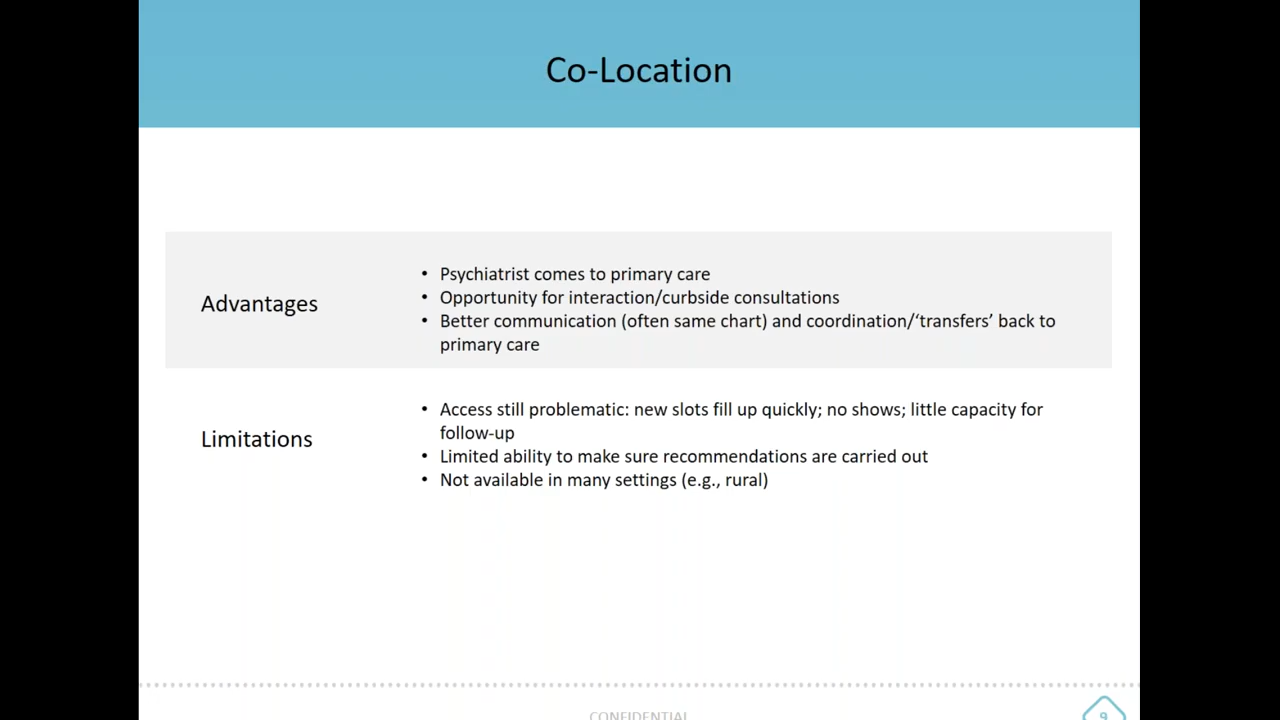 Co-Location
Advantages
• Psychiatrist comes to primary care
• Opportunity for interaction/curbside consultations
• Better communication (often same chart) and coordination/‘transfers’ back to
primary care
Limitations
• Access still problematic: new slots fill up quickly; no shows; little capacity for
follow-up
• Limited ability to make sure recommendations are carried out
• Not available in many settings (e.g., rural)
CONFIDENTIAL
9